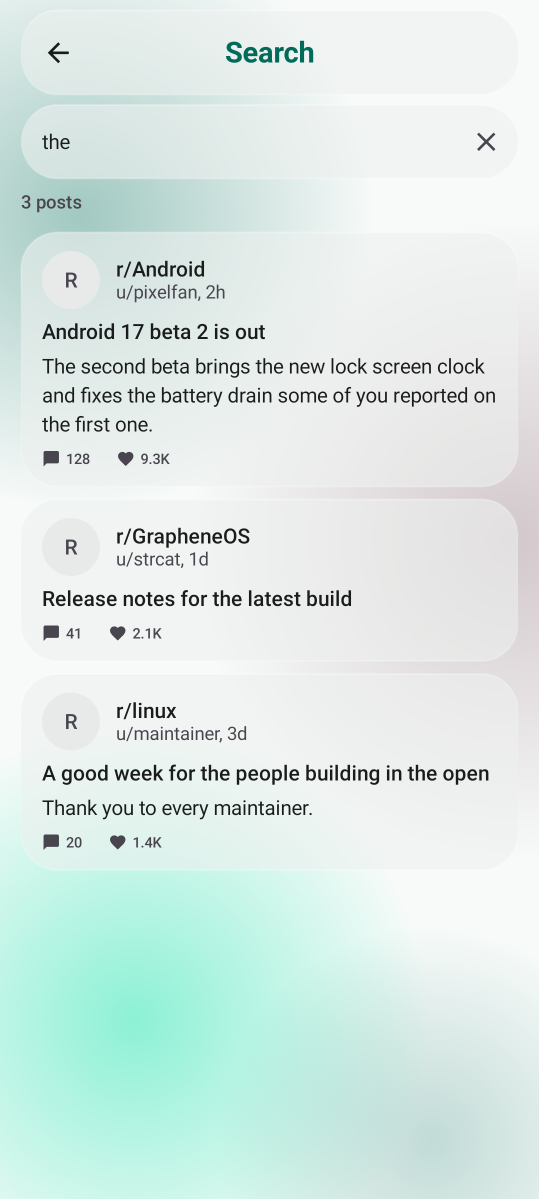 Search
the
3 posts
R
r/Android
u/pixelfan, 2h
Android 17 beta 2 is out
The second beta brings the new lock screen clock
and fixes the battery drain some of you reported on
the first one.
128 9.3K
R
r/GrapheneOS
u/strcat, 1d
Release notes for the latest build
41 2.1K
R
r/linux
u/maintainer, 3d
A good week for the people building in the open
Thank you to every maintainer.
20 1.4K